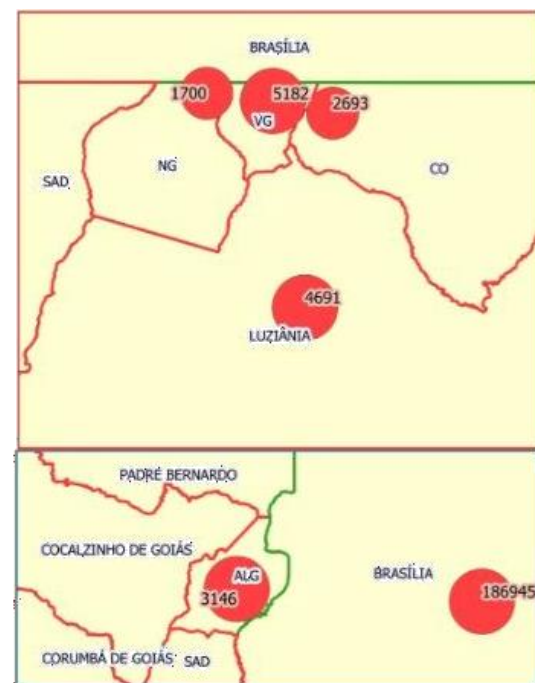 BRASÍLIA
1700
5182
2693
VG
NG
SAD
CO
4691
LUZIÂNIA
PADRE BERNARDO
COCALZINHO DE GOIÁS
ALG
BRASÍLIA
3146
186945
CORUMBÁ DE GOIÁS
SAD